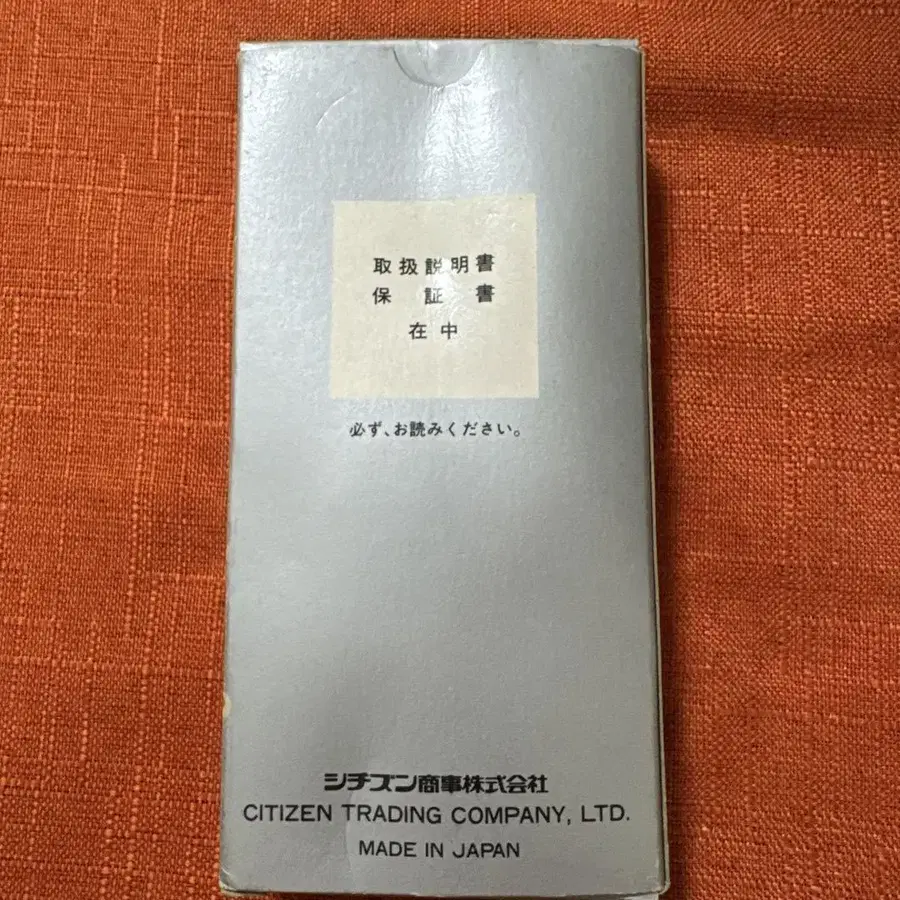 取扱説明書
保証書
在中
必ず、お読みください。
シチズン商事株式会社
CITIZEN TRADING COMPANY, LTD.
MADE IN JAPAN